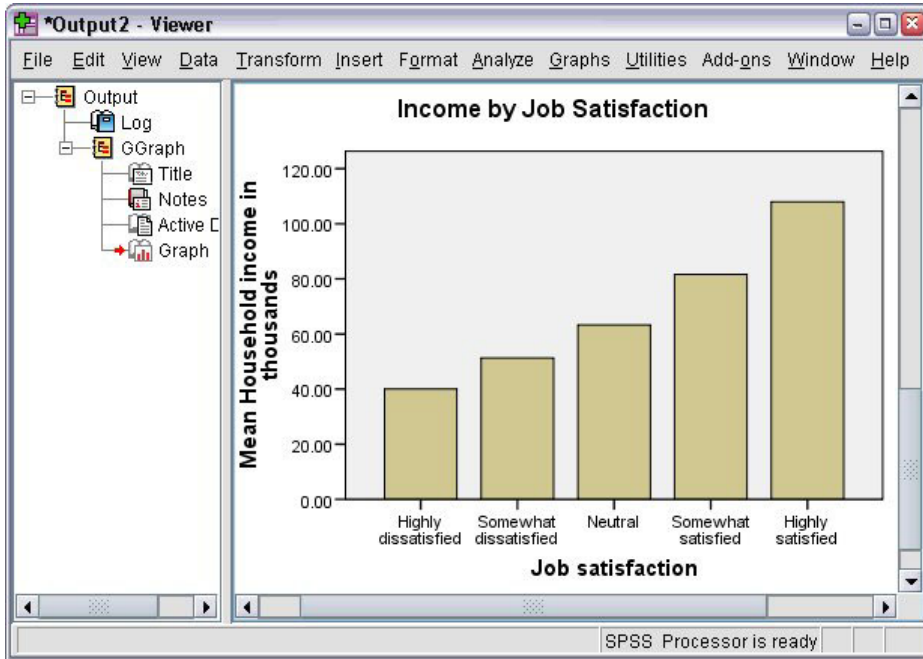 *Output2 - Viewer
File Edit View Data Transform Insert Format Analyze Graphs Utilities Add-ons Window Help
Output
Log
GGraph
Title
Notes
Active D
Graph
Income by Job Satisfaction
Mean Household income in
thousands
120.00
100.00
80.00
60.00
40.00
20.00
0.00
Highly
dissatisfied
Somewhat
dissatisfied
Neutral
Somewhat
satisfied
Highly
satisfied
Job satisfaction
SPSS Processor is ready